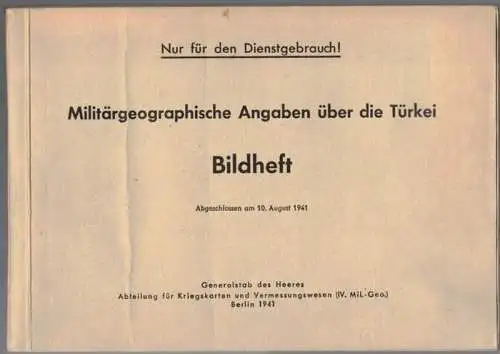 Nur für den Dienstgebrauch!
Militärgeographische Angaben über die Türkei
Bildheft
Abgeschlossen am 10. August 1941
Generalstab des Heeres
Abteilung für Kriegskarten und Vermessungswesen (IV. Mil.-Geo.)
Berlin 1941